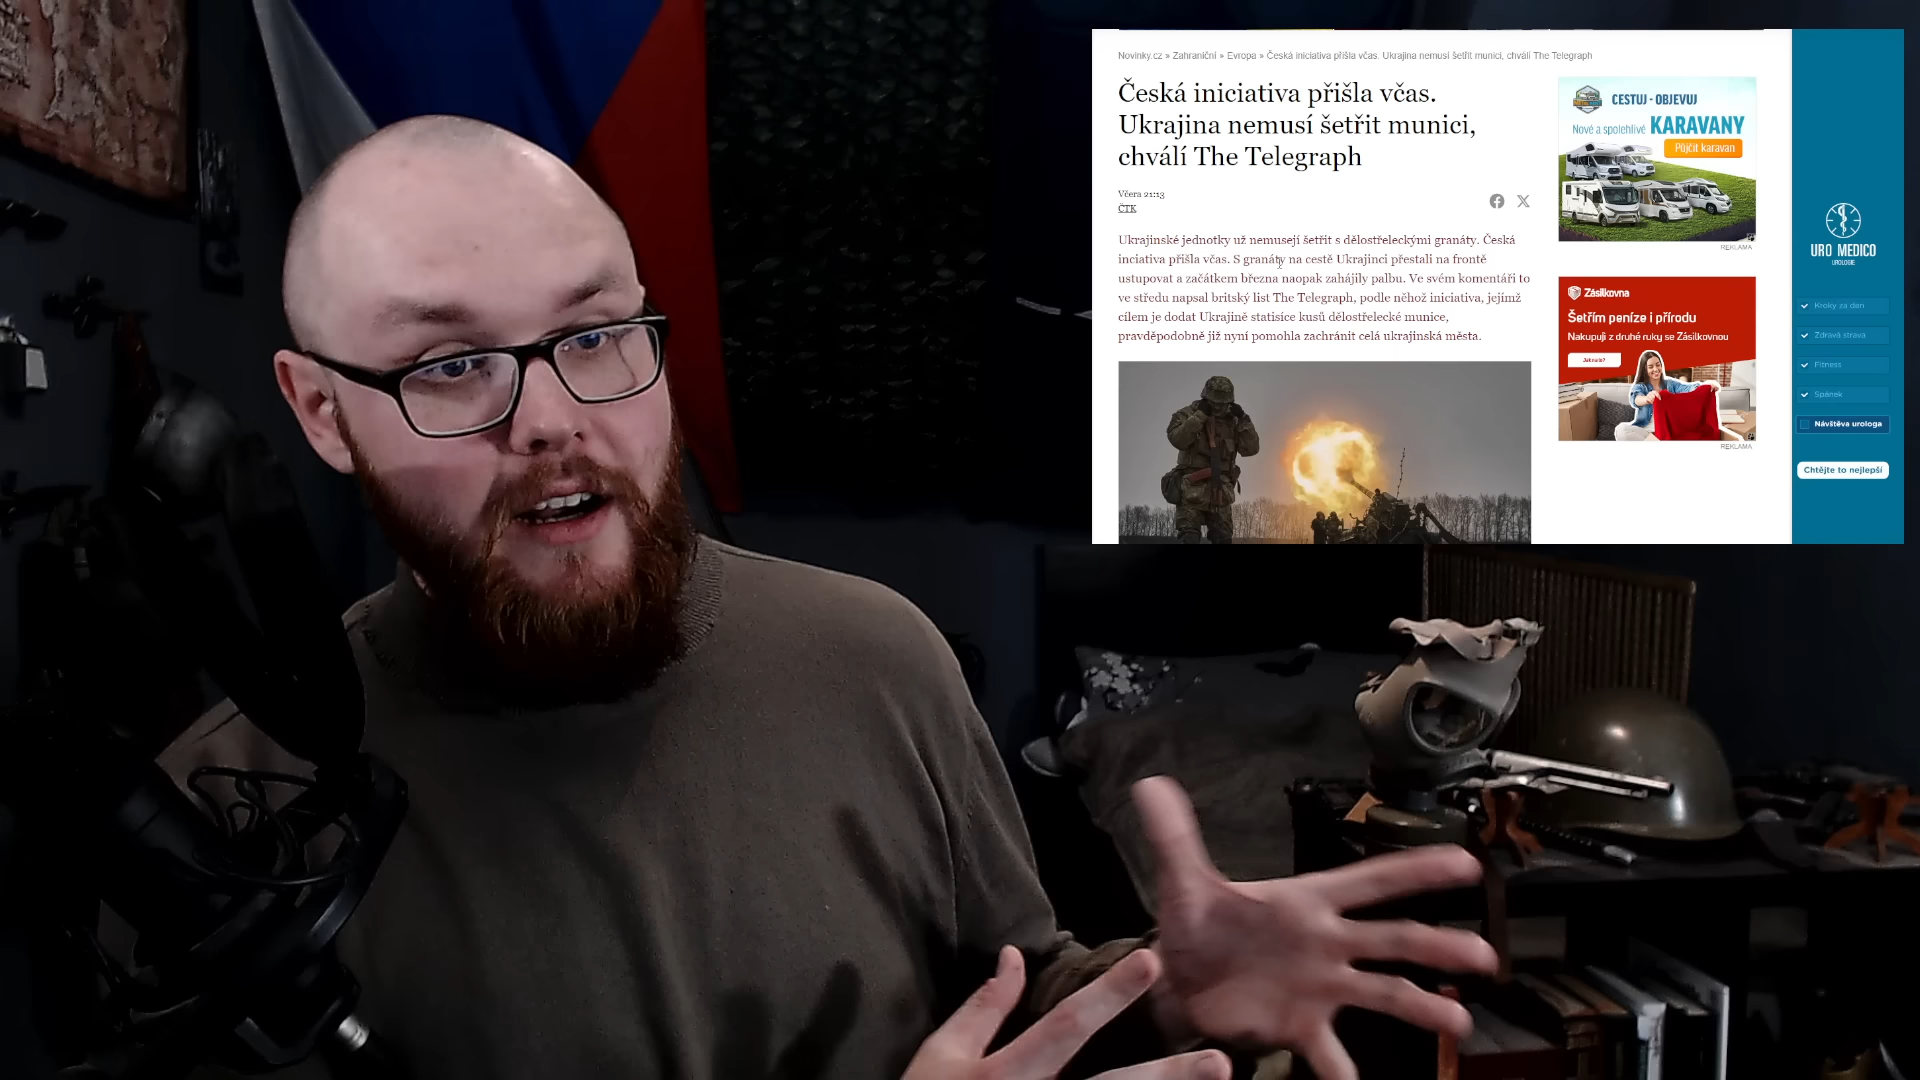 Novinky.cz » Zahraniční » Evropa » Česká iniciativa přišla včas. Ukrajina nemusí šetřit municí, chválí The Telegraph
Česká iniciativa přišla včas.
Ukrajina nemusí šetřit munici,
chválí The Telegraph
Včera 21:13
ČTK
Ukrajinské jednotky už nemusejí šetřit s dělostřeleckými granáty. Česká
inciativa přišla včas. S granáty na cestě Ukrajinci přestali na frontě
ustupovat a začátkem března naopak zahájily palbu. Ve svém komentáři to
ve středu napsal britský list The Telegraph, podle něhož iniciativa, jejímž
cílem je dodat Ukrajině statisíce kusů dělostřelecké munice,
pravděpodobně již nyní pomohla zachránit celá ukrajinská města.
CESTUJ - OBJEVUJ
Nové a spolehlivé KARAVANY
Půjčit karavan
REKLAMA
Zásilkovna
Šetřím peníze i přírodu
Nakupuji z druhé ruky se Zásilkovnou
Jak na to?
REKLAMA
URO MEDICO
UROLOGIE
Kroky za den
Zdravá strava
Fitness
Spánek
Návštěva urologa
Chtějte to nejlepší